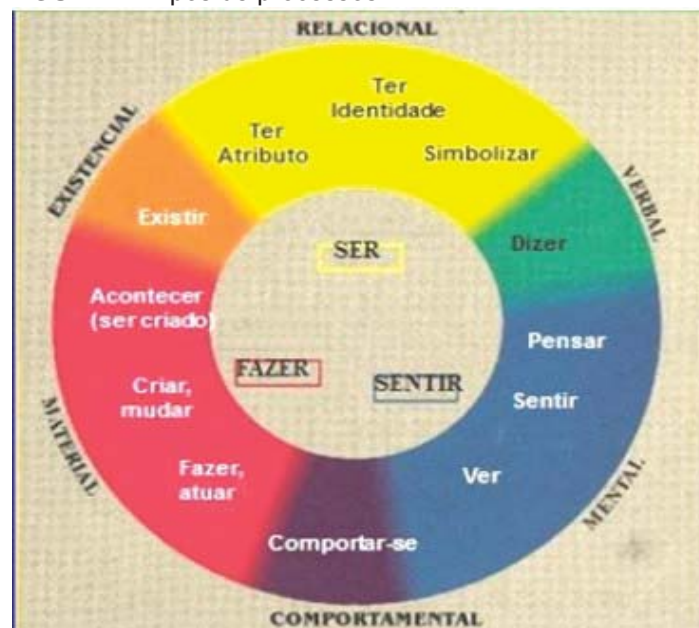 RELACIONAL
Ter
Identidade
Ter
Atributo
Simbolizar
EXISTENCIAL
VERBAL
Existir
Dizer
SER
Acontecer
(ser criado)
Pensar
FAZER
SENTIR
Criar,
mudar
Sentir
MATERIAL
Fazer,
atuar
Ver
MENTAL
Comportar-se
COMPORTAMENTAL